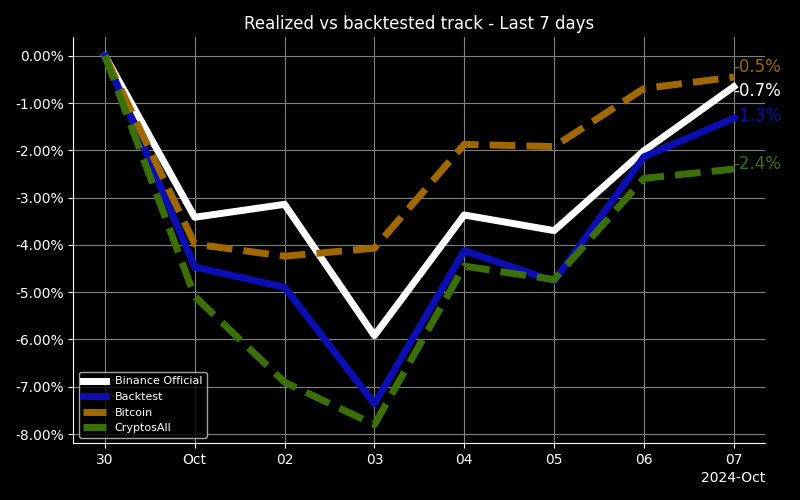 Realized vs backtested track - Last 7 days
0.00%
-1.00%
-2.00%
-3.00%
-4.00%
-5.00%
-6.00%
-7.00%
-8.00%
-0.5%
-0.7%
-1.3%
-2.4%
Binance Official
Backtest
Bitcoin
CryptosAll
30 Oct 02 03 04 05 06 07
2024-Oct